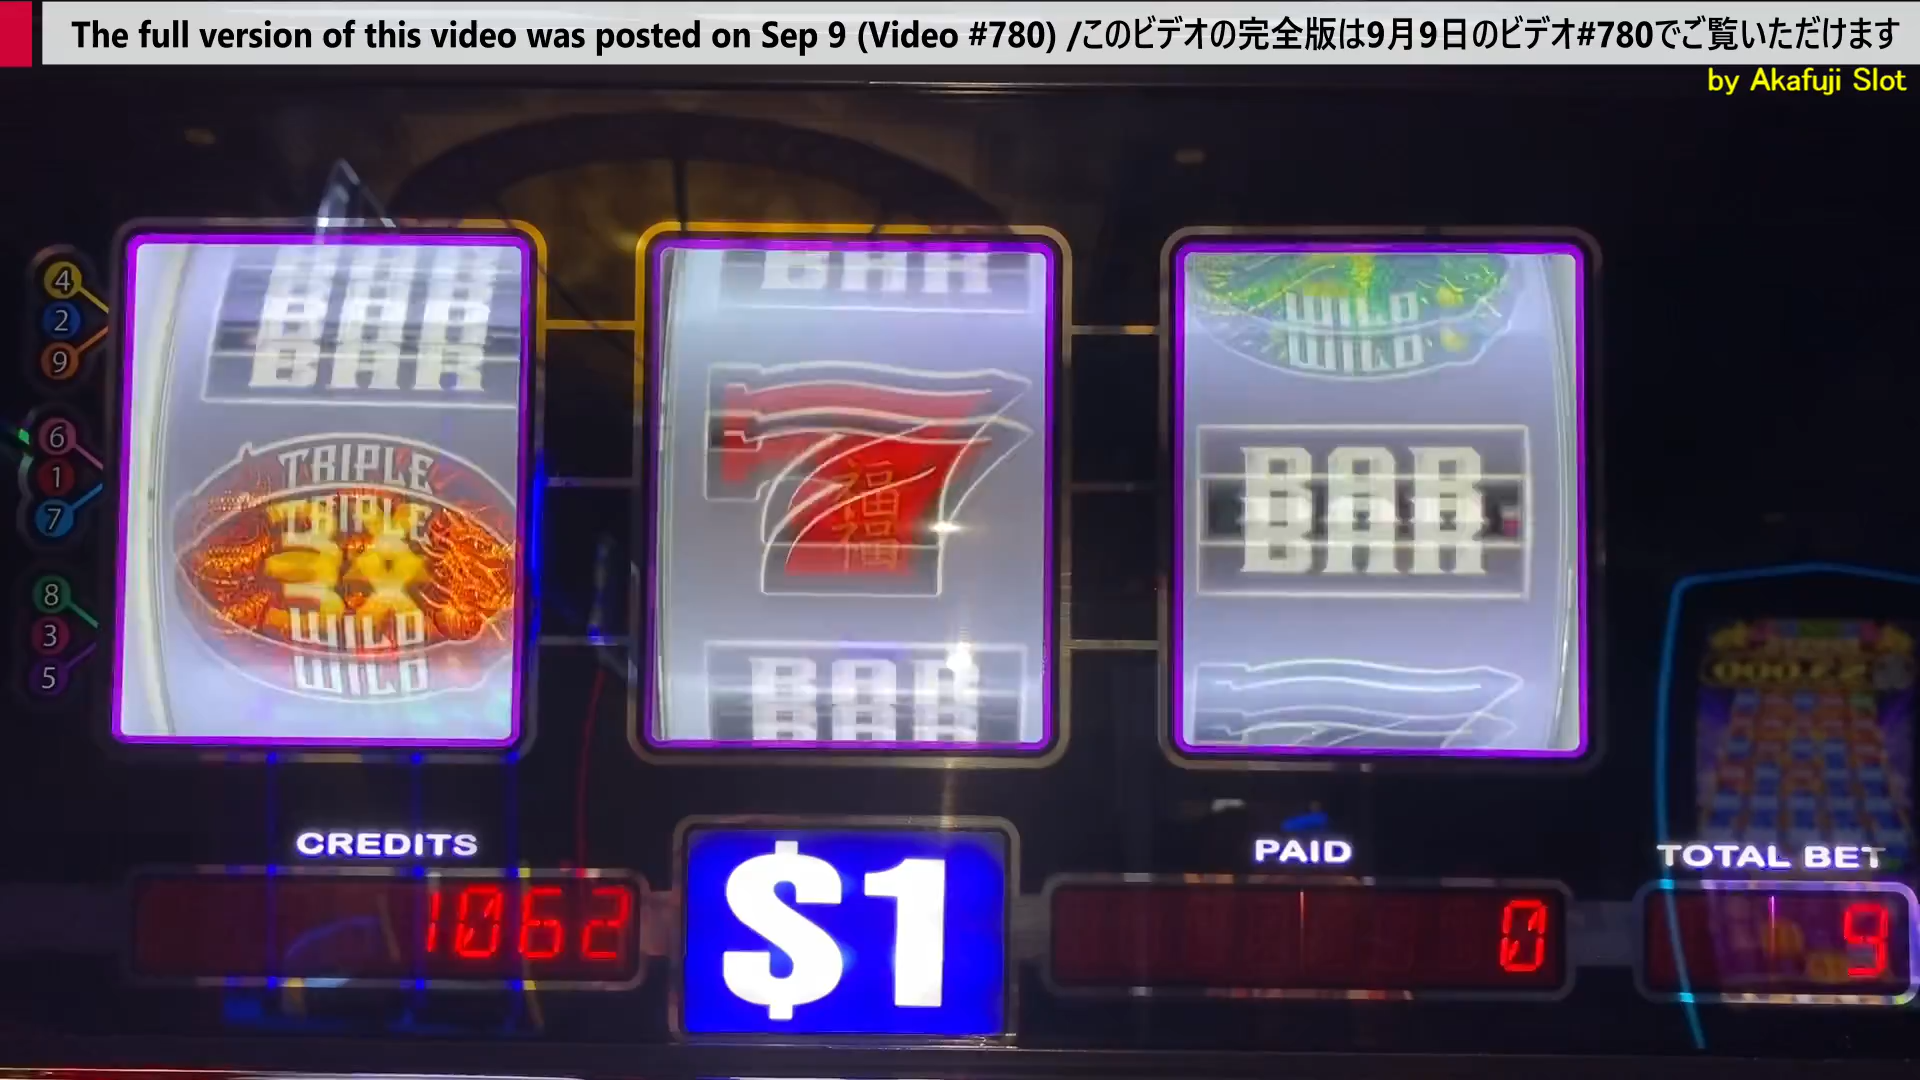 The full version of this video was posted on Sep 9 (Video #780) /このビデオの完全版は9月9日のビデオ#780でご覧いただけます
by Akafuji Slot
4
2
9
6
1
7
8
3
5
BAR
BAR
BAR
WILD
WILD
TRIPLE
TRIPLE
3X
WILD
WILD
福
福
BAR
BAR
BAR
BAR
CREDITS
1062
$1
PAID
0
TOTAL BET
9